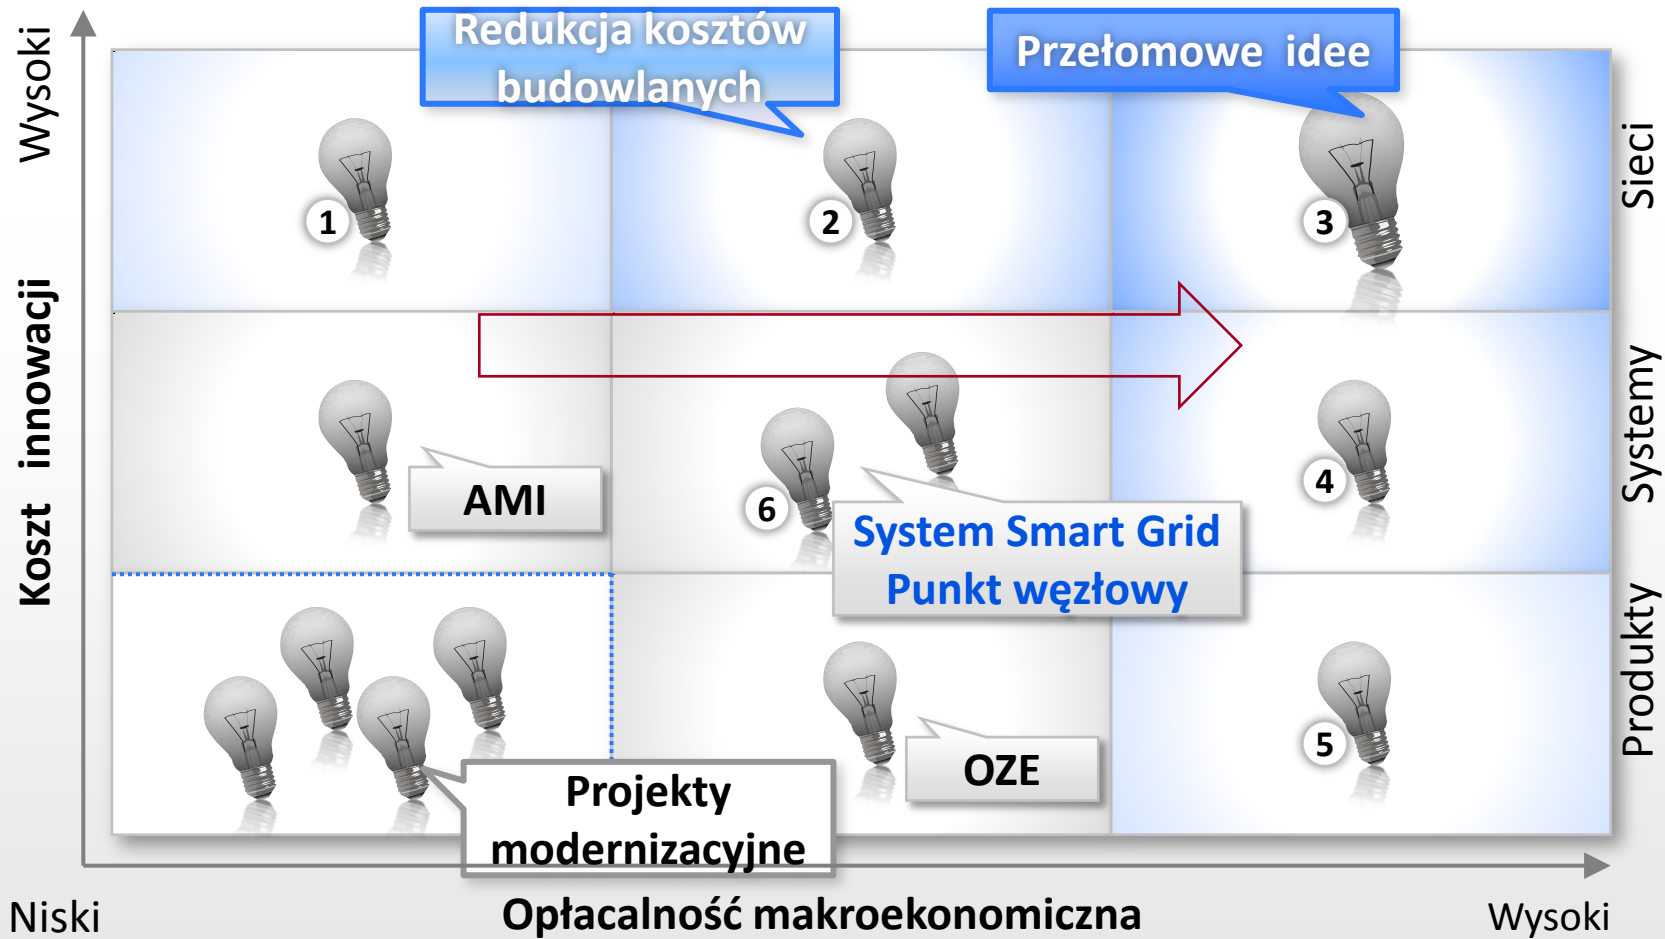 Wysoki
Redukcja kosztów
budowlanych
Przełomowe idee
Sieci
1
2
3
Koszt innowacji
Systemy
AMI
6
4
System Smart Grid
Punkt węzłowy
Produkty
5
OZE
Projekty
modernizacyjne
Niski
Opłacalność makroekonomiczna
Wysoki